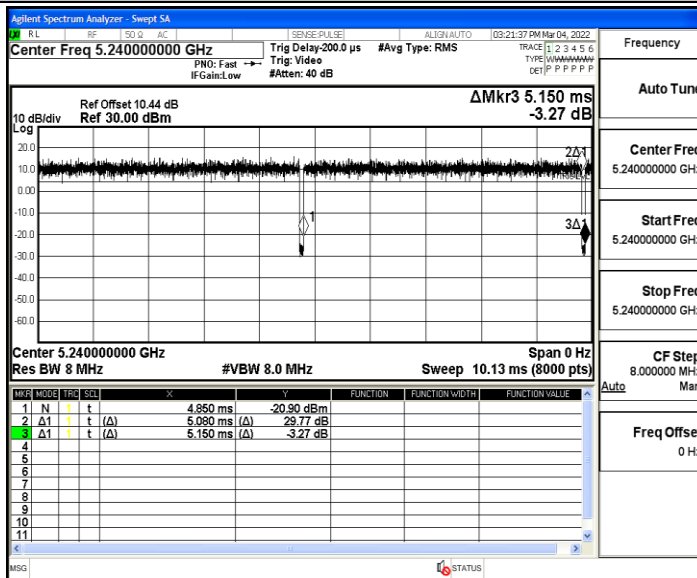 Agilent Spectrum Analyzer - Swept SA
LXI RL RF 50 Ω AC SENSE:PULSE ALIGN AUTO 03:21:37 PM Mar 04, 2022
Center Freq 5.240000000 GHz
PNO: Fast
IFGain:Low
Trig Delay-200.0 µs
Trig: Video
#Atten: 40 dB
#Avg Type: RMS
TRACE 1 2 3 4 5 6
TYPE WWWWWW
DET P P P P P P
Frequency
Auto Tune
ΔMkr3 5.150 ms
-3.27 dB
Ref Offset 10.44 dB
10 dB/div Ref 30.00 dBm
Log
20.0
10.0
0.00
-10.0
-20.0
-30.0
-40.0
-50.0
-60.0
2Δ1
1
3Δ1
Center Freq
5.240000000 GHz
Start Freq
5.240000000 GHz
Stop Freq
5.240000000 GHz
CF Step
8.000000 MHz
Auto Man
Freq Offset
0 Hz
Center 5.240000000 GHz Span 0 Hz
Res BW 8 MHz #VBW 8.0 MHz Sweep 10.13 ms (8000 pts)
MKR MODE TRC SCL X Y FUNCTION FUNCTION WIDTH FUNCTION VALUE
1 N 1 t 4.850 ms -20.90 dBm
2 Δ1 1 t (Δ) 5.080 ms (Δ) 29.77 dB
3 Δ1 1 t (Δ) 5.150 ms (Δ) -3.27 dB
4
5
6
7
8
9
10
11
MSG STATUS